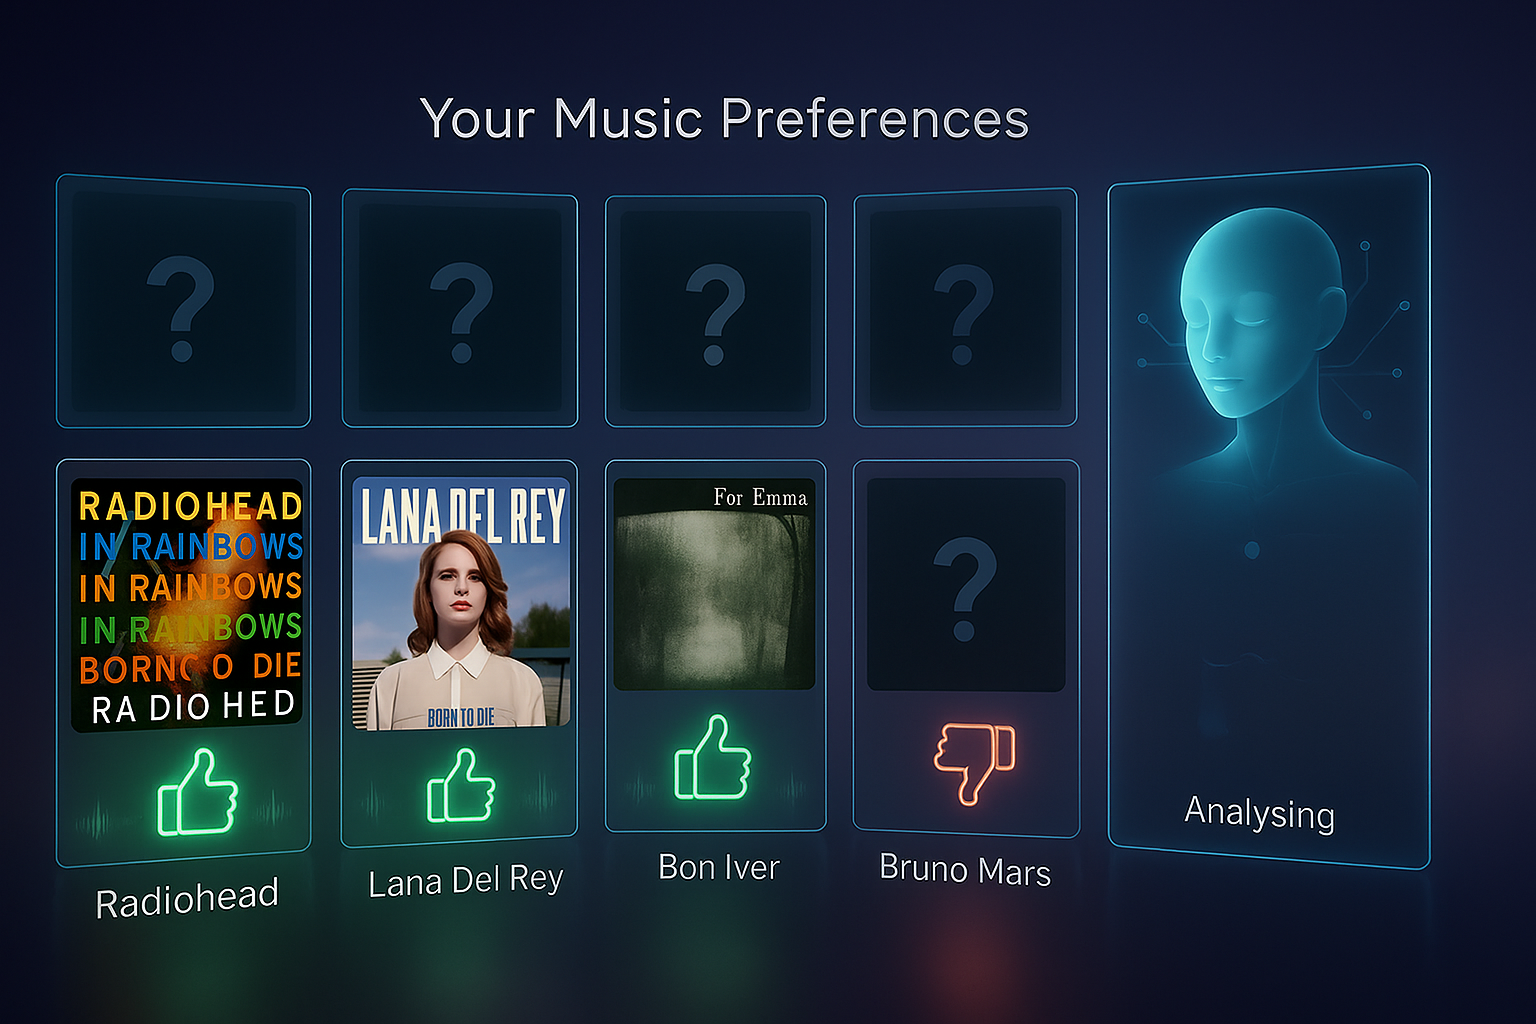 Your Music Preferences
?
?
?
?
RADIOHEAD
IN RAINBOWS
IN RAINBOWS
IN RAINBOWS
BORNC O DIE
RA DIO HED
LANA DEL REY
BORN TO DIE
For Emma
?
Radiohead
Lana Del Rey
Bon Iver
Bruno Mars
Analysing